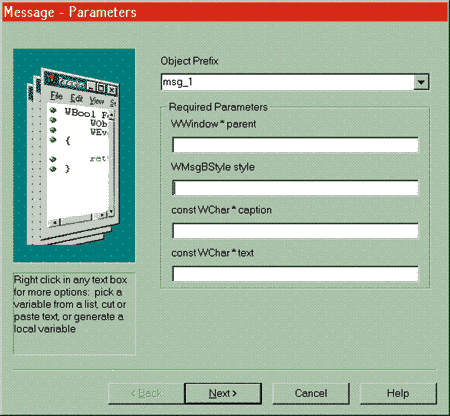 Message - Parameters
Object Prefix
msg_1
Required Parameters
WWindow * parent
WMsgBStyle style
const WChar * caption
const WChar * text
File Edit View
WBool F
WOb
WEv
{
ret
}
Right click in any text box
for more options: pick a
variable from a list, cut or
paste text, or generate a
local variable
< Back
Next >
Cancel
Help